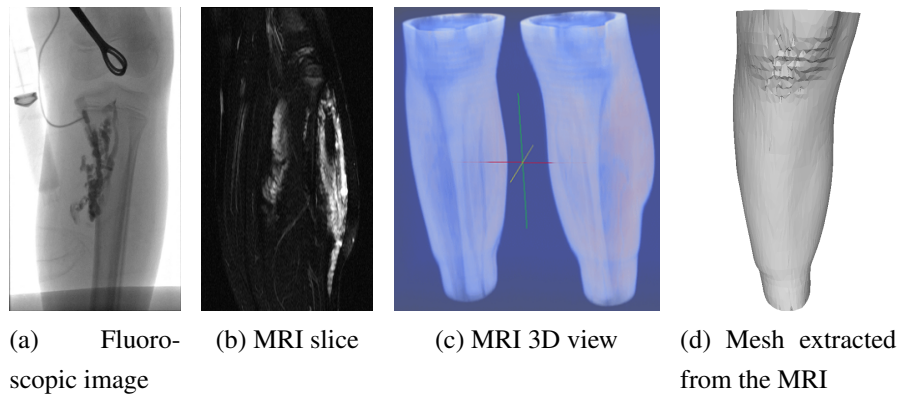 (a) Fluoro-
scopic image
(b) MRI slice
(c) MRI 3D view
(d) Mesh extracted
from the MRI